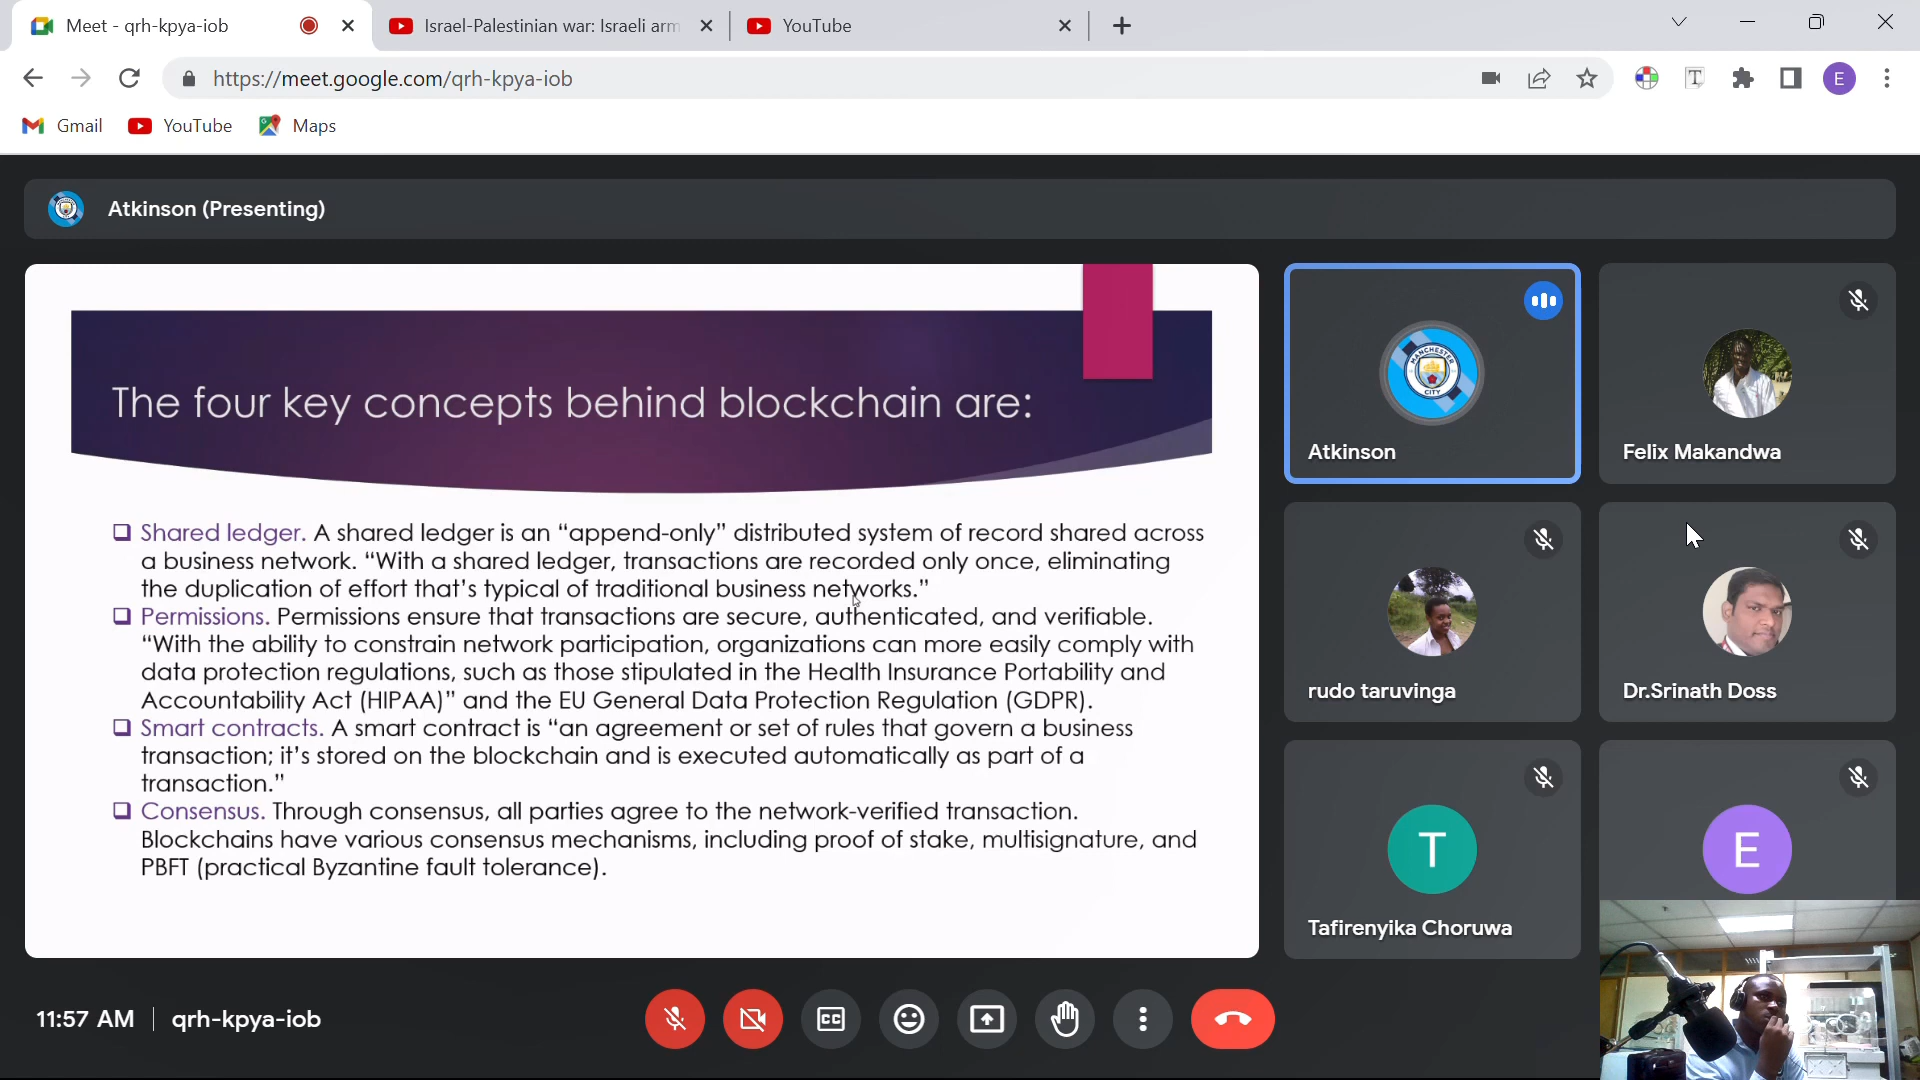 Meet - qrh-kpya-iob
Israel-Palestinian war: Israeli arm
YouTube
https://meet.google.com/qrh-kpya-iob
E
Gmail
YouTube
Maps
Atkinson (Presenting)
The four key concepts behind blockchain are:
Shared ledger. A shared ledger is an “append-only” distributed system of record shared across
a business network. “With a shared ledger, transactions are recorded only once, eliminating
the duplication of effort that’s typical of traditional business networks.”
Permissions. Permissions ensure that transactions are secure, authenticated, and verifiable.
“With the ability to constrain network participation, organizations can more easily comply with
data protection regulations, such as those stipulated in the Health Insurance Portability and
Accountability Act (HIPAA)” and the EU General Data Protection Regulation (GDPR).
Smart contracts. A smart contract is “an agreement or set of rules that govern a business
transaction; it’s stored on the blockchain and is executed automatically as part of a
transaction.”
Consensus. Through consensus, all parties agree to the network-verified transaction.
Blockchains have various consensus mechanisms, including proof of stake, multisignature, and
PBFT (practical Byzantine fault tolerance).
MANCHESTER
CITY
Atkinson
Felix Makandwa
rudo taruvinga
Dr.Srinath Doss
T
Tafirenyika Choruwa
E
11:57 AM
qrh-kpya-iob
CC